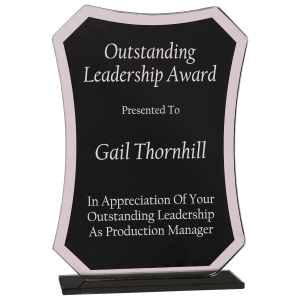 Outstanding
Leadership Award
Presented To
Gail Thornhill
In Appreciation Of Your
Outstanding Leadership
As Production Manager